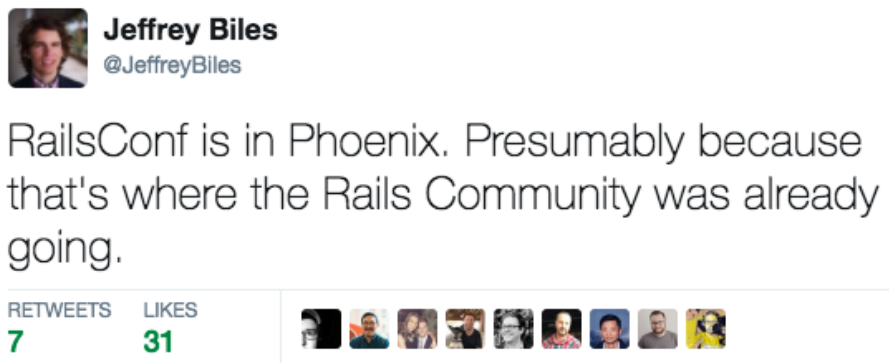 Jeffrey Biles
@JeffreyBiles
RailsConf is in Phoenix. Presumably because
that's where the Rails Community was already
going.
RETWEETS LIKES
7 31